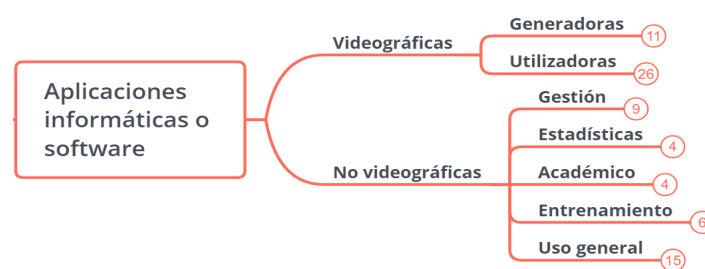 Aplicaciones
informáticas o
software
Videográficas
Generadoras
11
Utilizadoras
26
No videográficas
Gestión
9
Estadísticas
4
Académico
4
Entrenamiento
6
Uso general
15